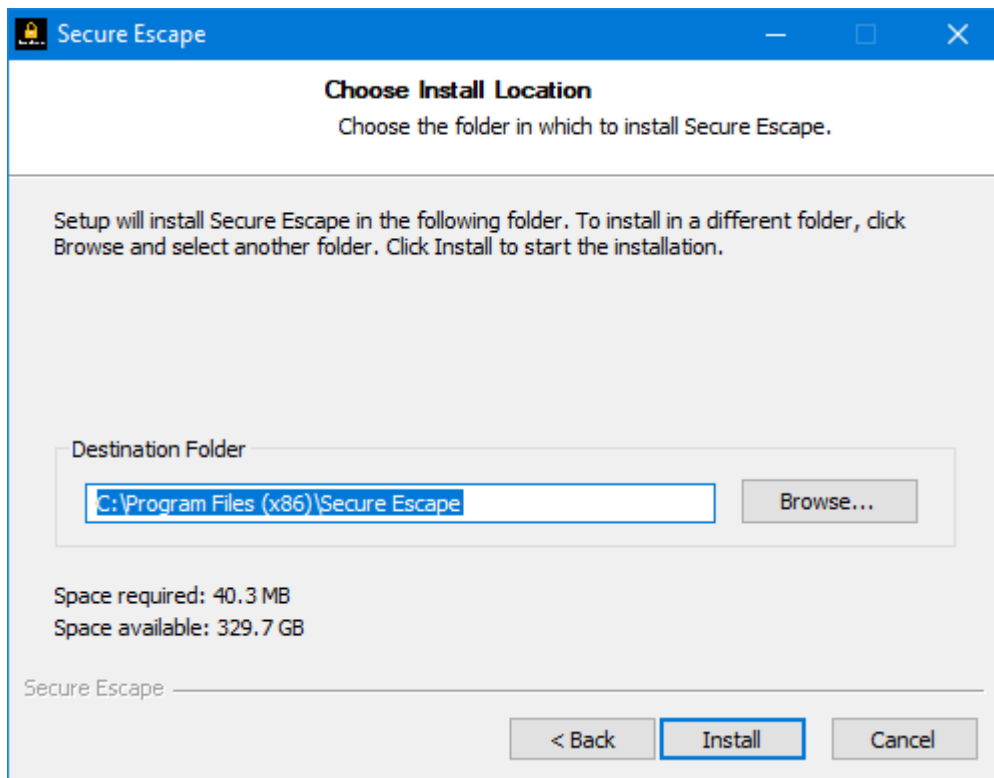 Secure Escape
Choose Install Location
Choose the folder in which to install Secure Escape.
Setup will install Secure Escape in the following folder. To install in a different folder, click
Browse and select another folder. Click Install to start the installation.
Destination Folder
C:\Program Files (x86)\Secure Escape
Browse...
Space required: 40.3 MB
Space available: 329.7 GB
Secure Escape
< Back
Install
Cancel